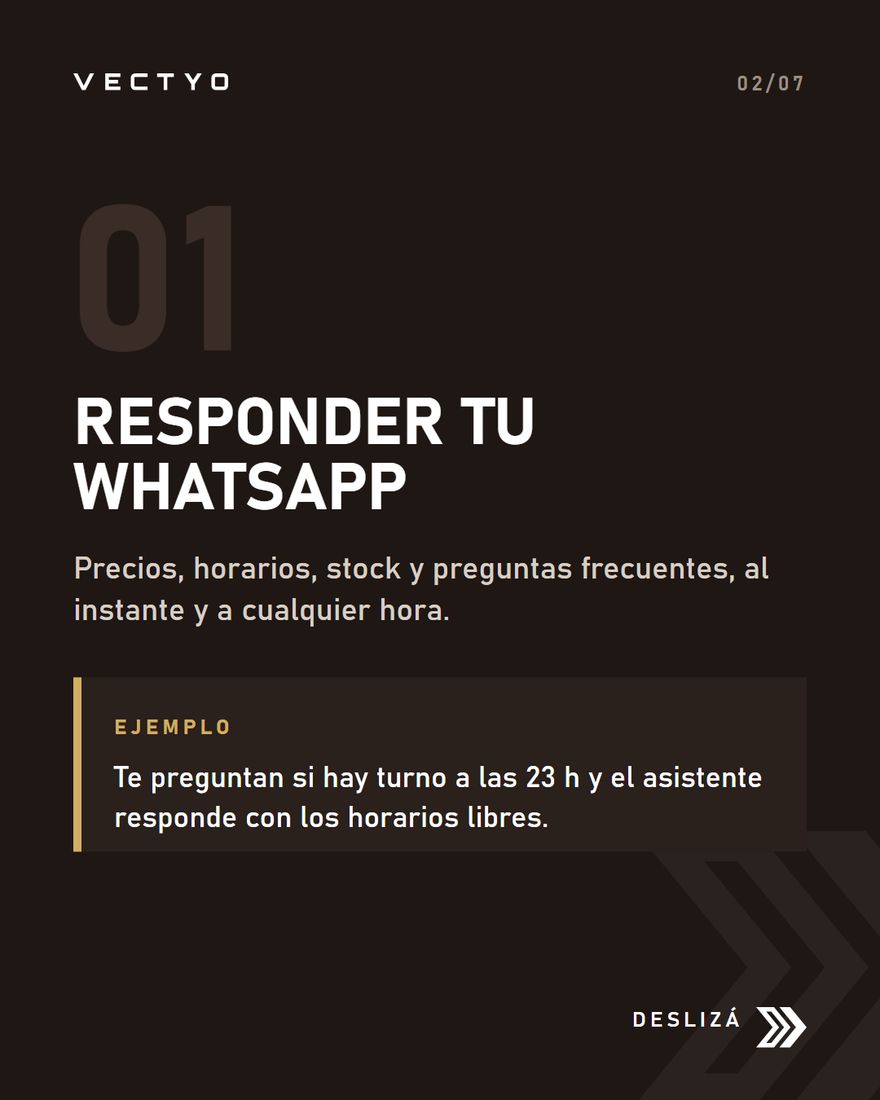 VECTYO
02/07
01
RESPONDER TU
WHATSAPP
Precios, horarios, stock y preguntas frecuentes, al
instante y a cualquier hora.
EJEMPLO
Te preguntan si hay turno a las 23 h y el asistente
responde con los horarios libres.
DESLIZÁ